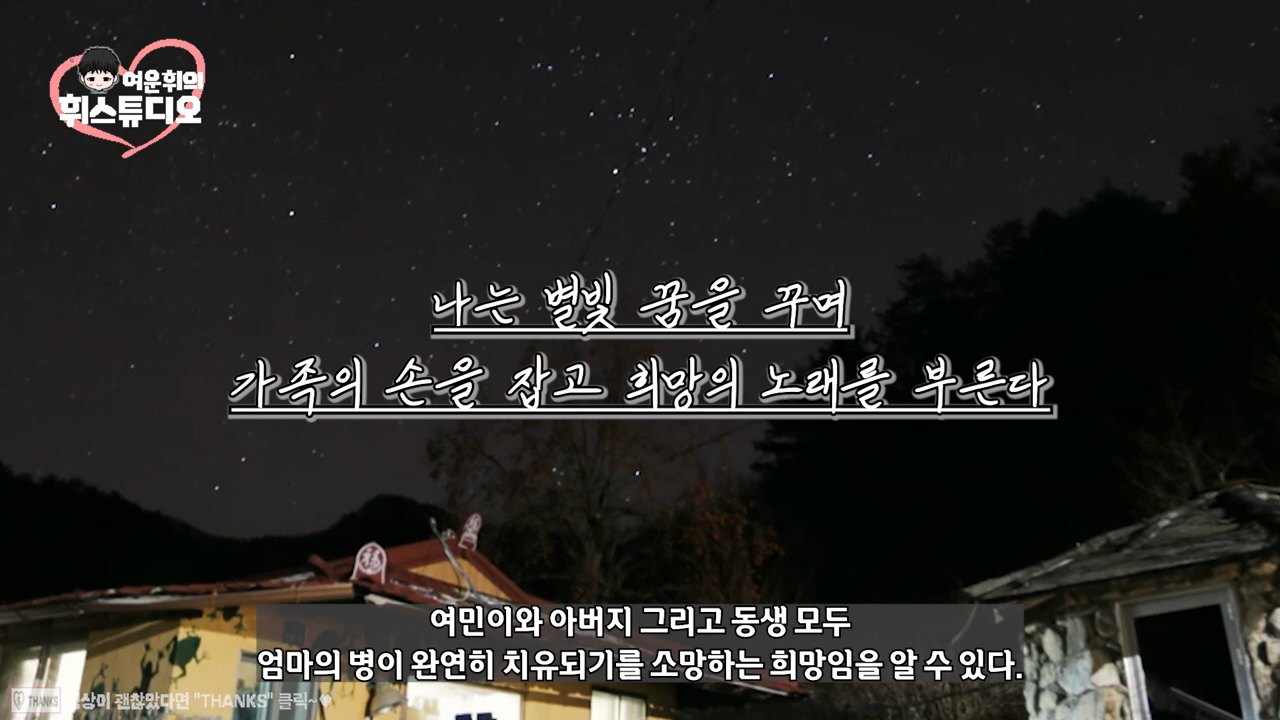 여운휘의
휘스튜디오
나는 별빛 꿈을 꾸며
가족의 손을 잡고 희망의 노래를 부른다
여민이와 아버지 그리고 동생 모두
엄마의 병이 완연히 치유되기를 소망하는 희망임을 알 수 있다.
THANKS 상이 괜찮았다면 "THANKS" 클릭~♥